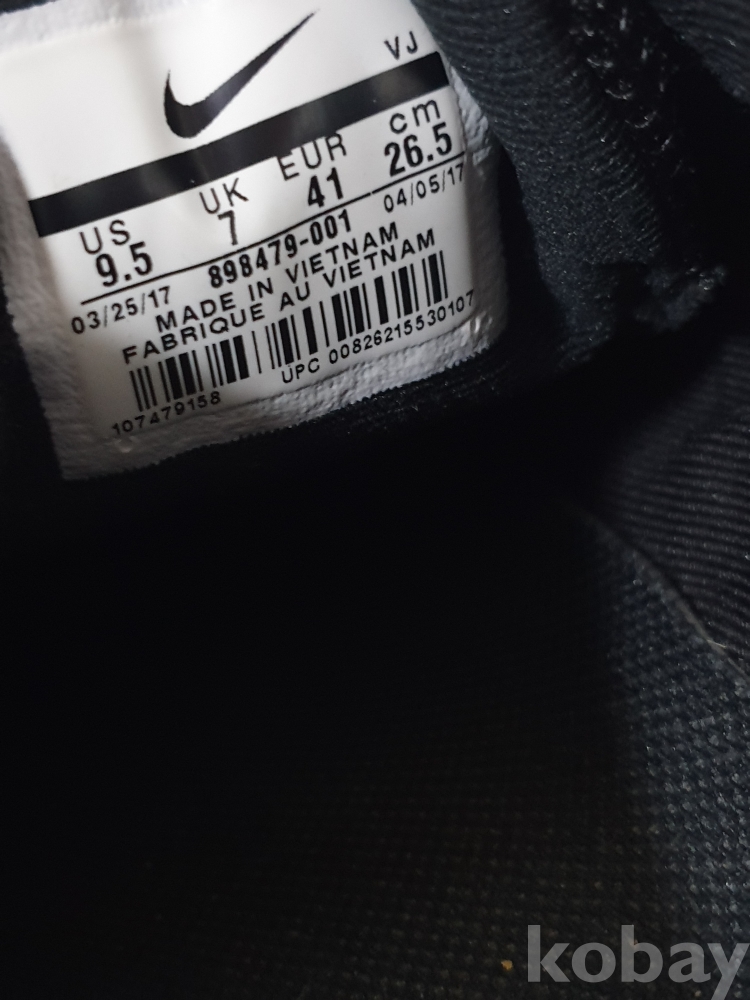 VJ
US UK EUR cm
9.5 7 41 26.5
03/25/17 898479-001 04/05/17
MADE IN VIETNAM
FABRIQUE AU VIETNAM
107479158 UPC 00826215530107
kobay